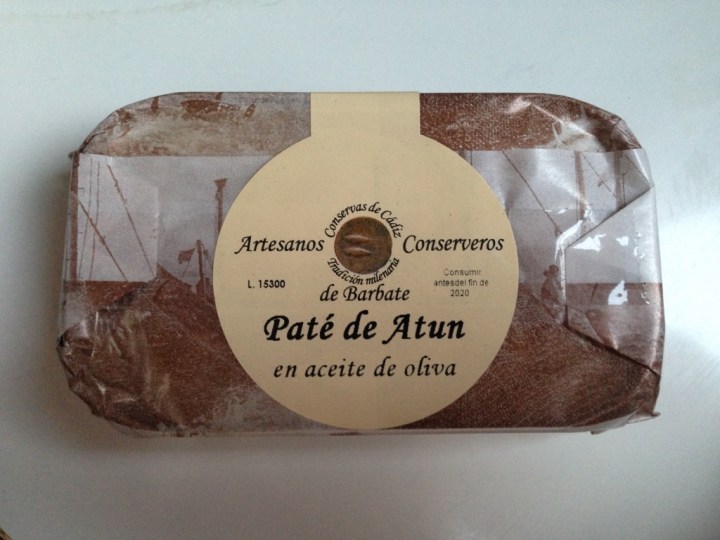 Conservas de Cádiz
Artesanos Conserveros
Tradición milenaria
L. 15300
de Barbate
Consumir
antesdel fin de
2020
Paté de Atun
en aceite de oliva